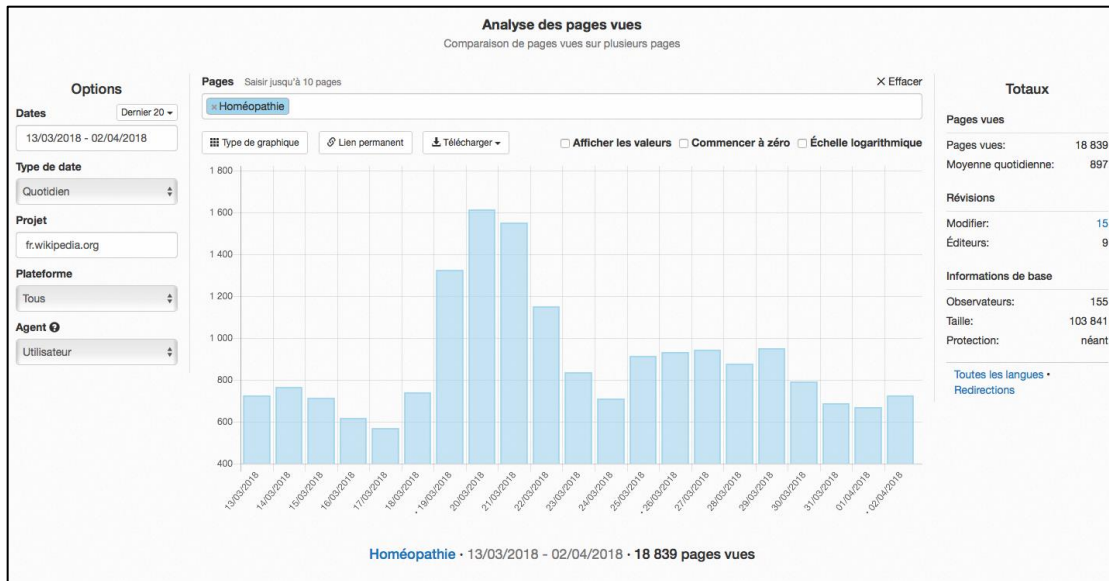 Analyse des pages vues
Comparaison de pages vues sur plusieurs pages
Options
Dates
Dernier 20
13/03/2018 - 02/04/2018
Type de date
Quotidien
Projet
fr.wikipedia.org
Plateforme
Tous
Agent ?
Utilisateur
Pages Saisir jusqu'à 10 pages
× Effacer
× Homéopathie
Type de graphique
Lien permanent
Télécharger
Afficher les valeurs
Commencer à zéro
Échelle logarithmique
1 800
1 600
1 400
1 200
1 000
800
600
400
13/03/2018
14/03/2018
15/03/2018
16/03/2018
17/03/2018
18/03/2018
• 19/03/2018
20/03/2018
21/03/2018
22/03/2018
23/03/2018
24/03/2018
25/03/2018
• 26/03/2018
27/03/2018
28/03/2018
29/03/2018
30/03/2018
31/03/2018
01/04/2018
• 02/04/2018
Homéopathie • 13/03/2018 - 02/04/2018 • 18 839 pages vues
Totaux
Pages vues
Pages vues: 18 839
Moyenne quotidienne: 897
Révisions
Modifier: 15
Éditeurs: 9
Informations de base
Observateurs: 155
Taille: 103 841
Protection: néant
Toutes les langues •
Redirections